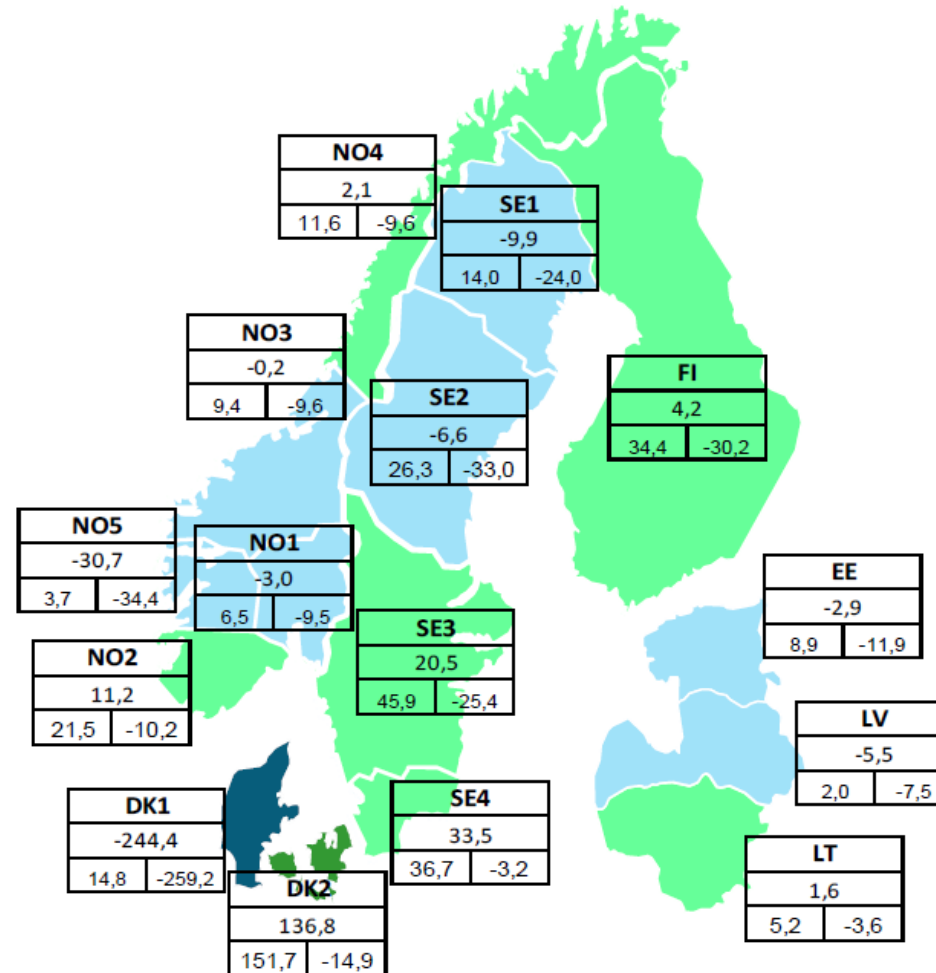 NO4
2,1
11,6 -9,6
SE1
-9,9
14,0 -24,0
NO3
-0,2
9,4 -9,6
SE2
-6,6
26,3 -33,0
FI
4,2
34,4 -30,2
NO5
-30,7
3,7 -34,4
NO1
-3,0
6,5 -9,5
EE
-2,9
8,9 -11,9
SE3
20,5
45,9 -25,4
NO2
11,2
21,5 -10,2
LV
-5,5
2,0 -7,5
DK1
-244,4
14,8 -259,2
SE4
33,5
36,7 -3,2
LT
1,6
5,2 -3,6
DK2
136,8
151,7 -14,9